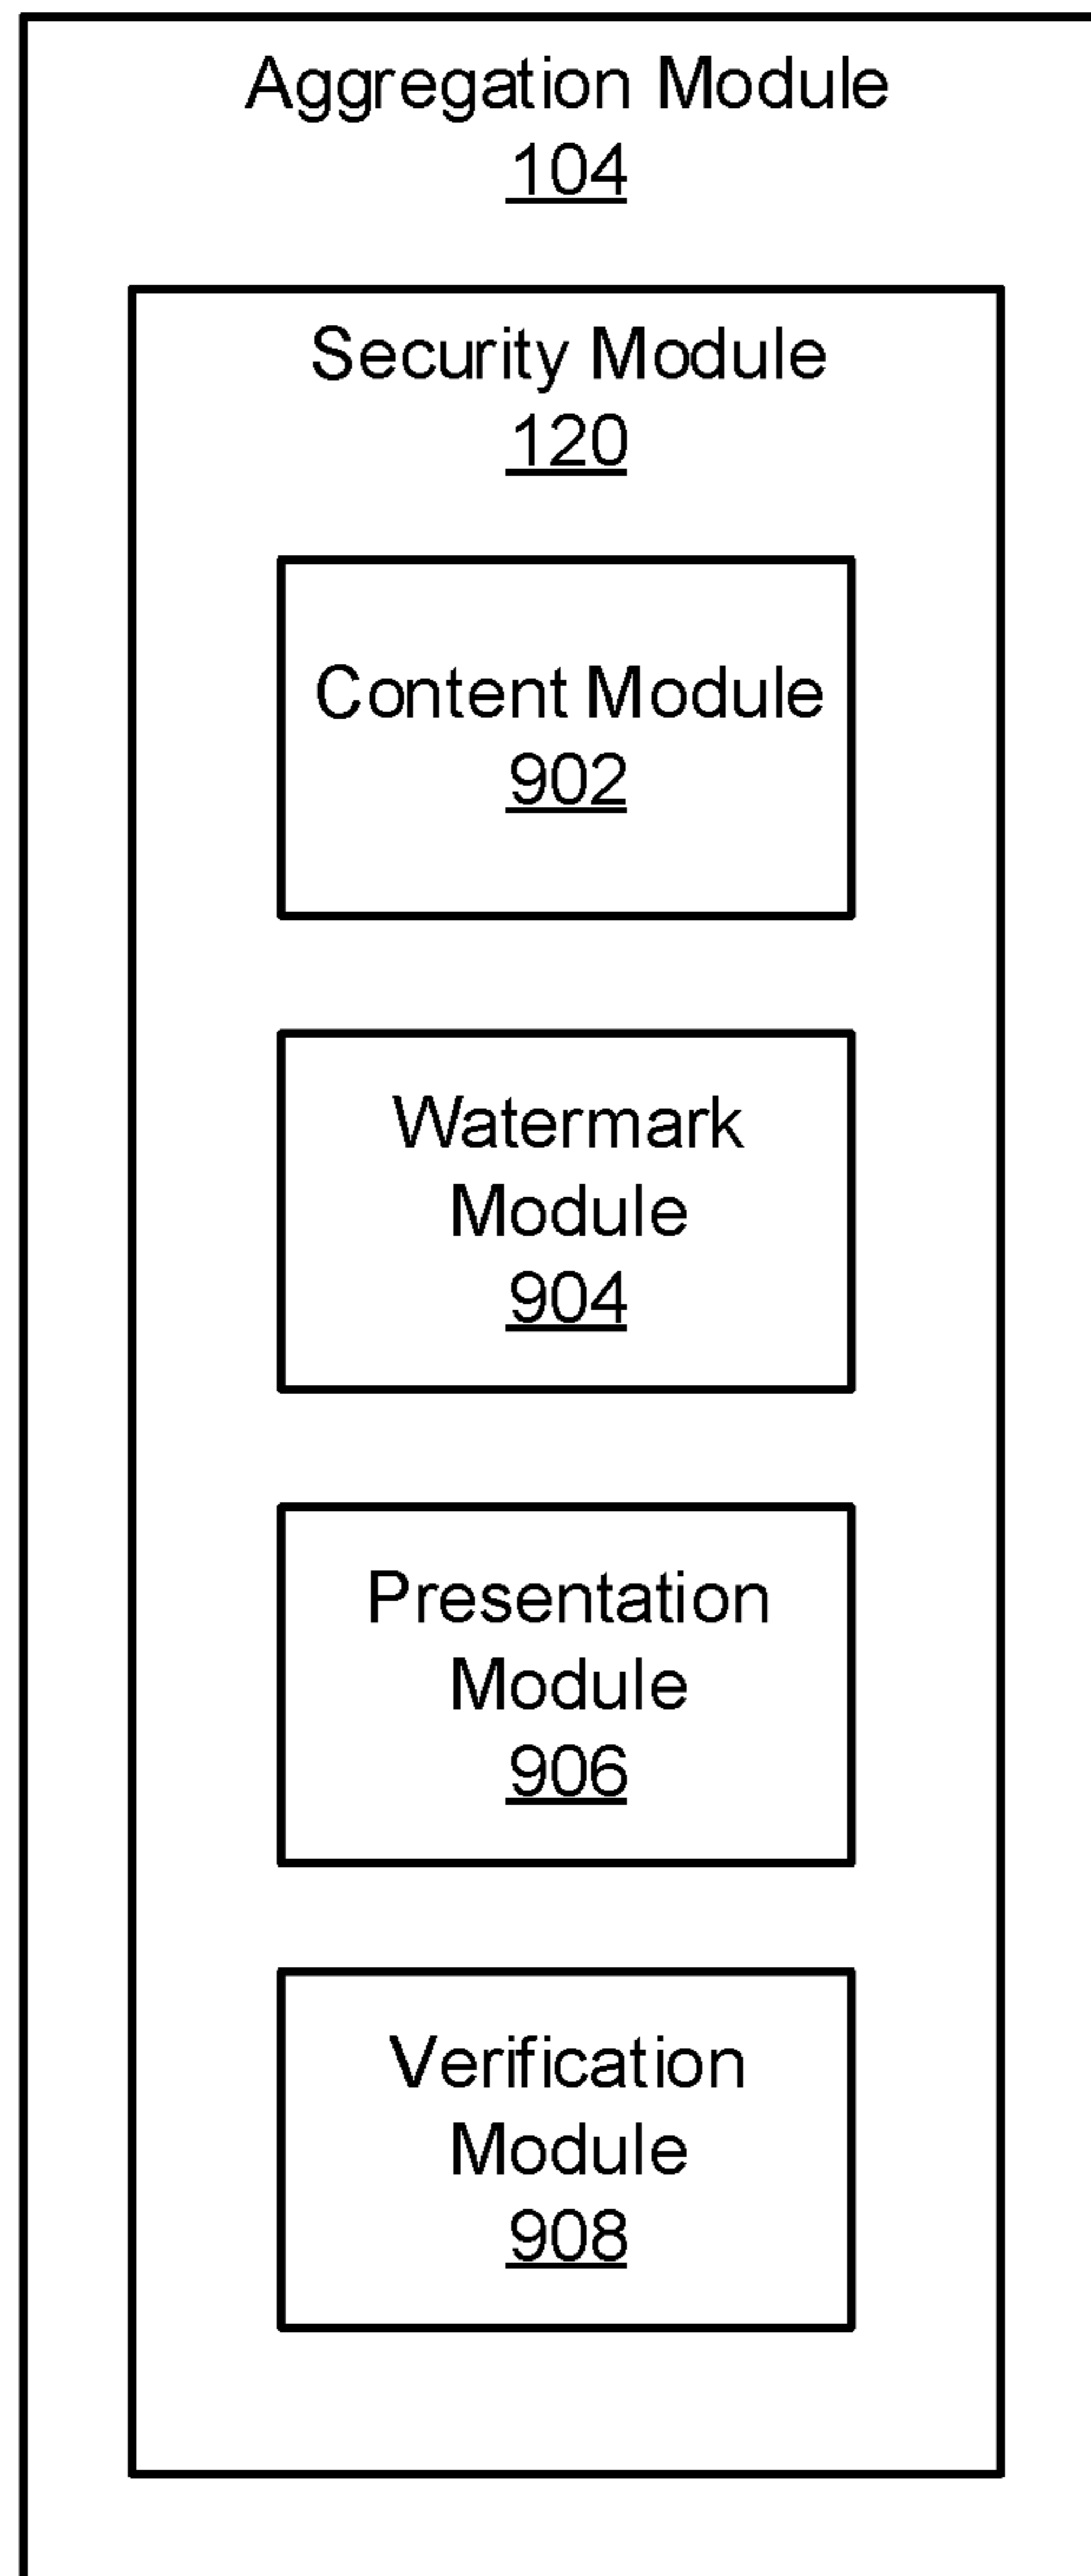 Aggregation Module
104
Security Module
120
Content Module
902
Watermark
Module
904
Presentation
Module
906
Verification
Module
908